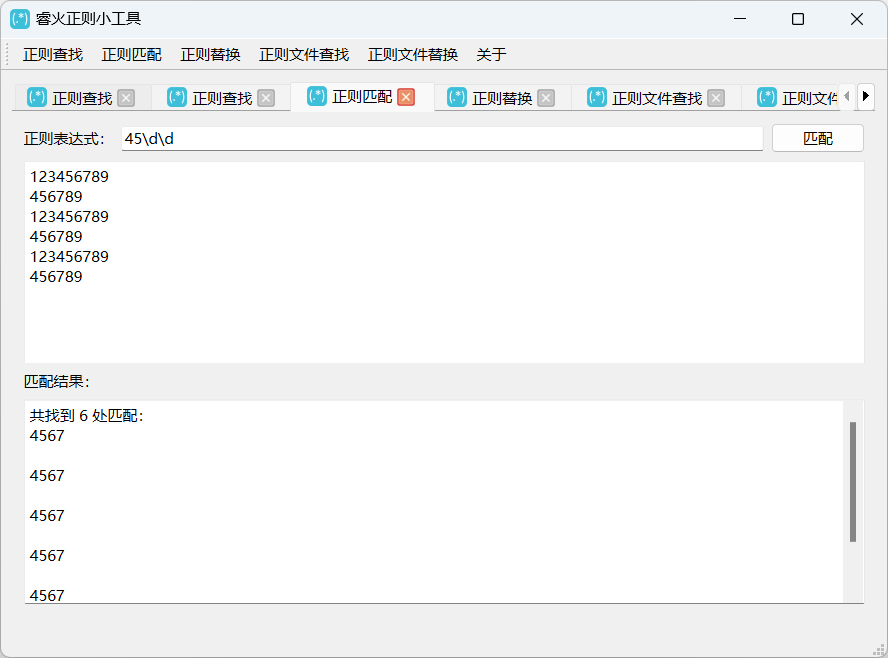 (.*) 睿火正则小工具
正则查找 正则匹配 正则替换 正则文件查找 正则文件替换 关于
(.*) 正则查找 (.*) 正则查找 (.*) 正则匹配 (.*) 正则替换 (.*) 正则文件查找 (.*) 正则文件
正则表达式： 45\d\d 匹配
123456789
456789
123456789
456789
123456789
456789
匹配结果：
共找到 6 处匹配：
4567
4567
4567
4567
4567